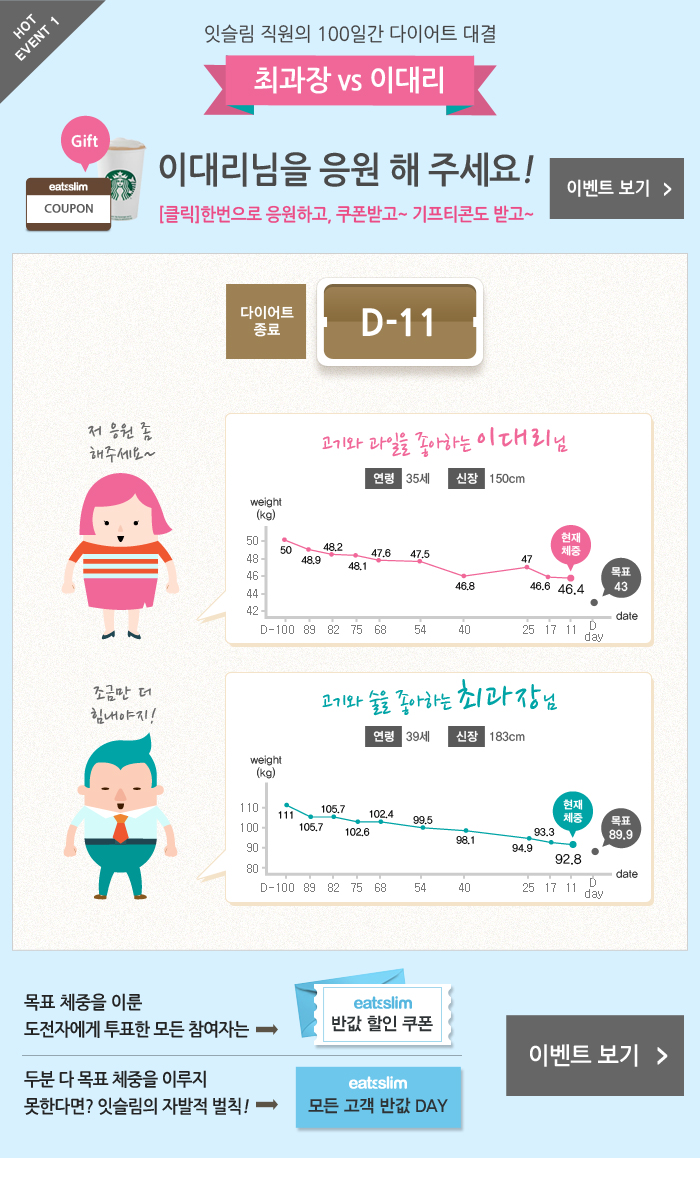 HOT
EVENT 1
잇슬림 직원의 100일간 다이어트 대결
최과장 vs 이대리
Gift
eatsslim
COUPON
이대리님을 응원 해 주세요!
[클릭]한번으로 응원하고, 쿠폰받고~ 기프티콘도 받고~
이벤트 보기 >
다이어트
종료
D-11
저 응원 좀
해주세요~
고기와 과일을 좋아하는 이대리님
연령 35세 신장 150cm
weight
(kg)
50
48
46
44
42
50
48.9
48.2
48.1
47.6
47.5
46.8
47
46.6
46.4
현재
체중
목표
43
date
D-100 89 82 75 68 54 40 25 17 11 D
day
조금만 더
힘내야지!
고기와 술을 좋아하는 최과장님
연령 39세 신장 183cm
weight
(kg)
110
100
90
80
111
105.7
105.7
102.6
102.4
99.5
98.1
94.9
93.3
92.8
현재
체중
목표
89.9
date
D-100 89 82 75 68 54 40 25 17 11 D
day
목표 체중을 이룬
도전자에게 투표한 모든 참여자는
eatsslim
반값 할인 쿠폰
두분 다 목표 체중을 이루지
못한다면? 잇슬림의 자발적 벌칙!
eatsslim
모든 고객 반값 DAY
이벤트 보기 >